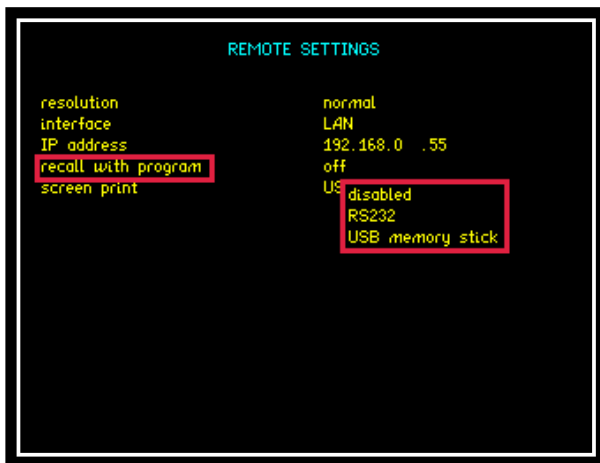 REMOTE SETTINGS
resolution normal
interface LAN
IP address 192.168.0 .55
recall with program off
screen print US
disabled
RS232
USB memory stick